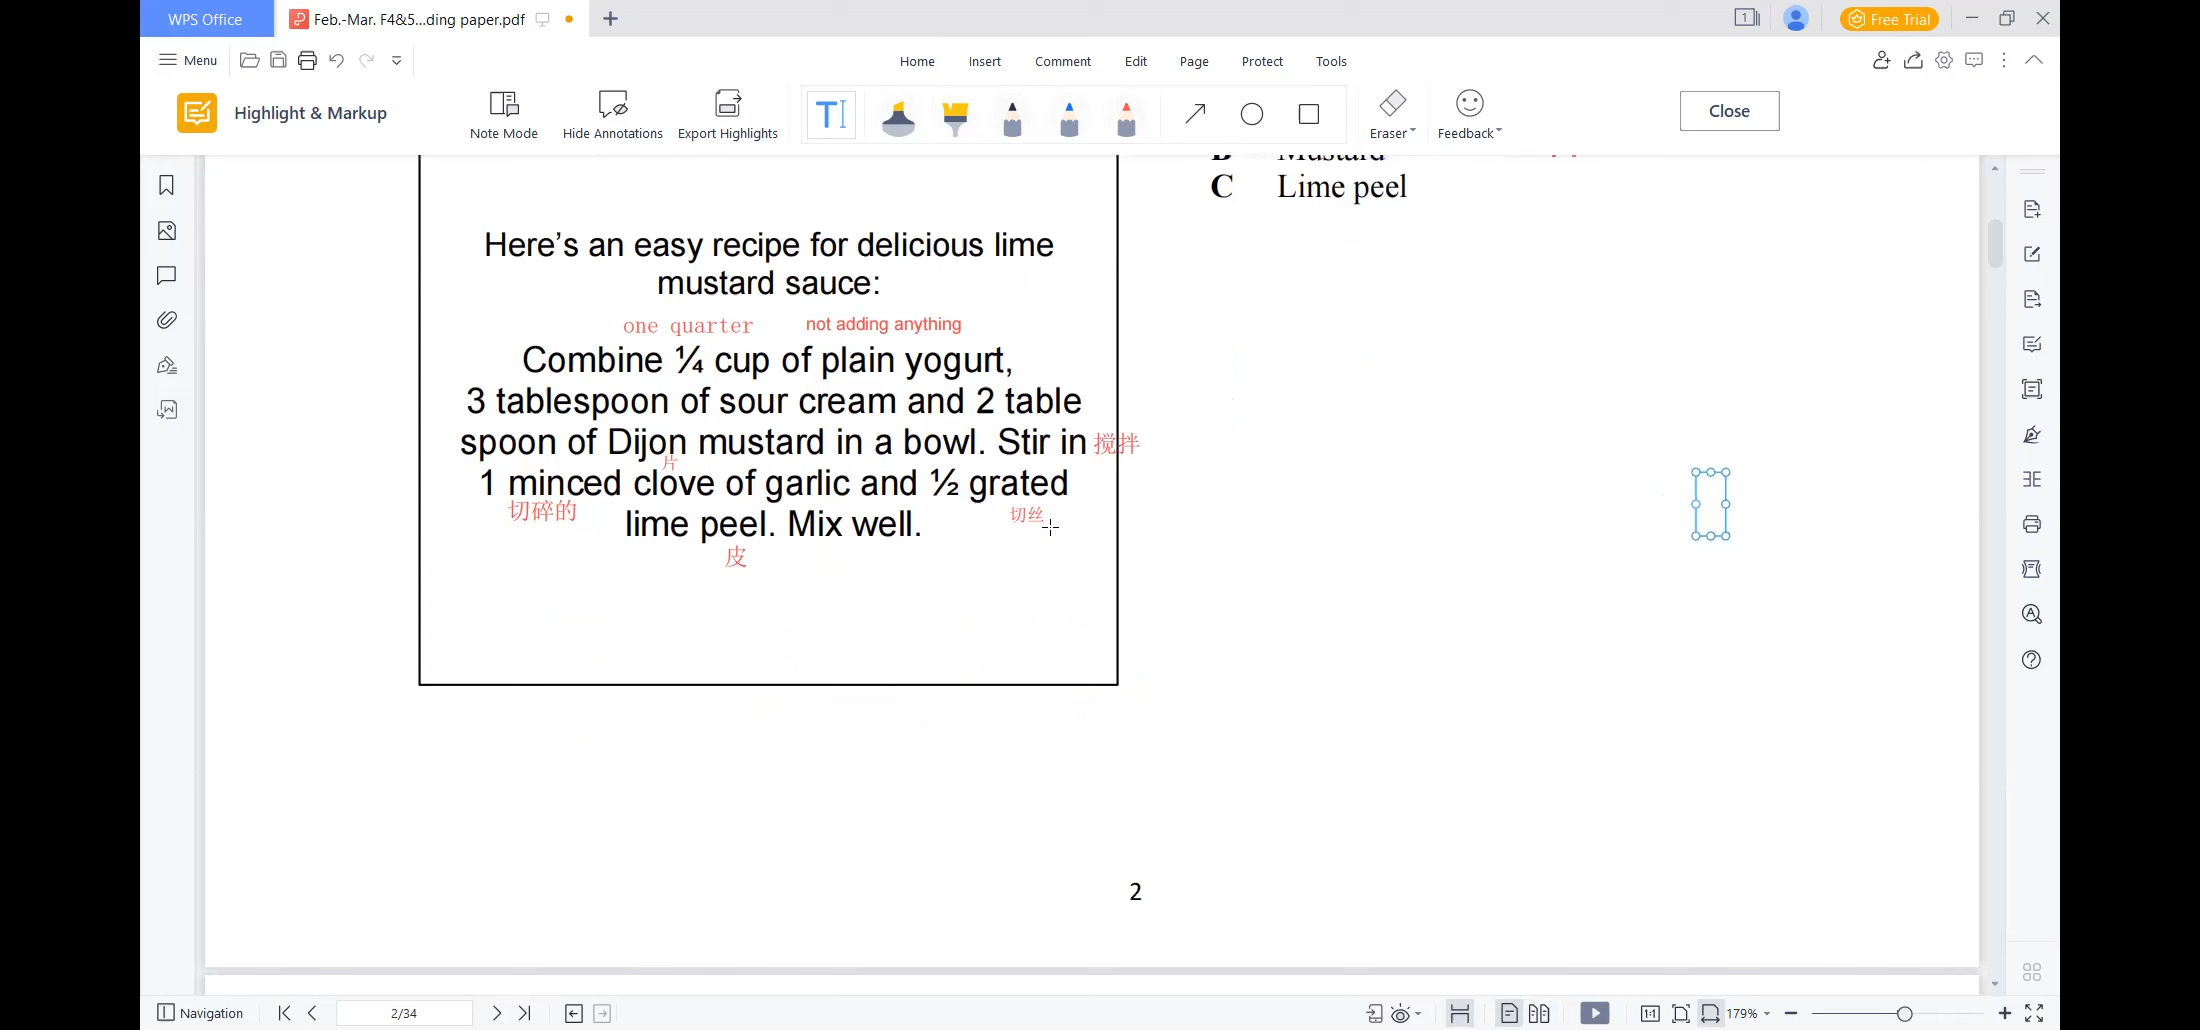 WPS Office
Feb.-Mar. F4&5...ding paper.pdf
1
Free Trial
Menu
Home Insert Comment Edit Page Protect Tools
Highlight & Markup
Note Mode
Hide Annotations
Export Highlights
Eraser
Feedback
Close
B Mustard
C Lime peel
Here's an easy recipe for delicious lime
mustard sauce:
one quarter not adding anything
Combine ¼ cup of plain yogurt,
3 tablespoon of sour cream and 2 table
spoon of Dijon mustard in a bowl. Stir in 搅拌
片
1 minced clove of garlic and ½ grated
切碎的 切丝
lime peel. Mix well.
皮
2
Navigation
2/34
1:1
179%